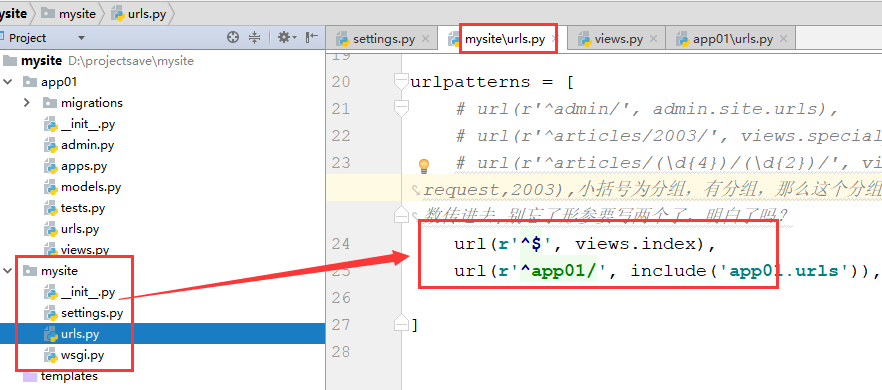 ysite mysite urls.py
Project
settings.py mysite\urls.py views.py app01\urls.py
mysite D:\projectsave\mysite
app01
migrations
__init__.py
admin.py
apps.py
models.py
tests.py
urls.py
views.py
mysite
__init__.py
settings.py
urls.py
wsgi.py
templates
19
20 urlpatterns = [
21 # url(r'^admin/', admin.site.urls),
22 # url(r'^articles/2003/', views.special
23 # url(r'^articles/(\d{4})/(\d{2})/', vi
request,2003),小括号为分组,有分组,那么这个分组
数传进去,别忘了形参要写两个了,明白了吗?
24 url(r'^$', views.index),
25 url(r'^app01/', include('app01.urls')),
26
27 ]
28